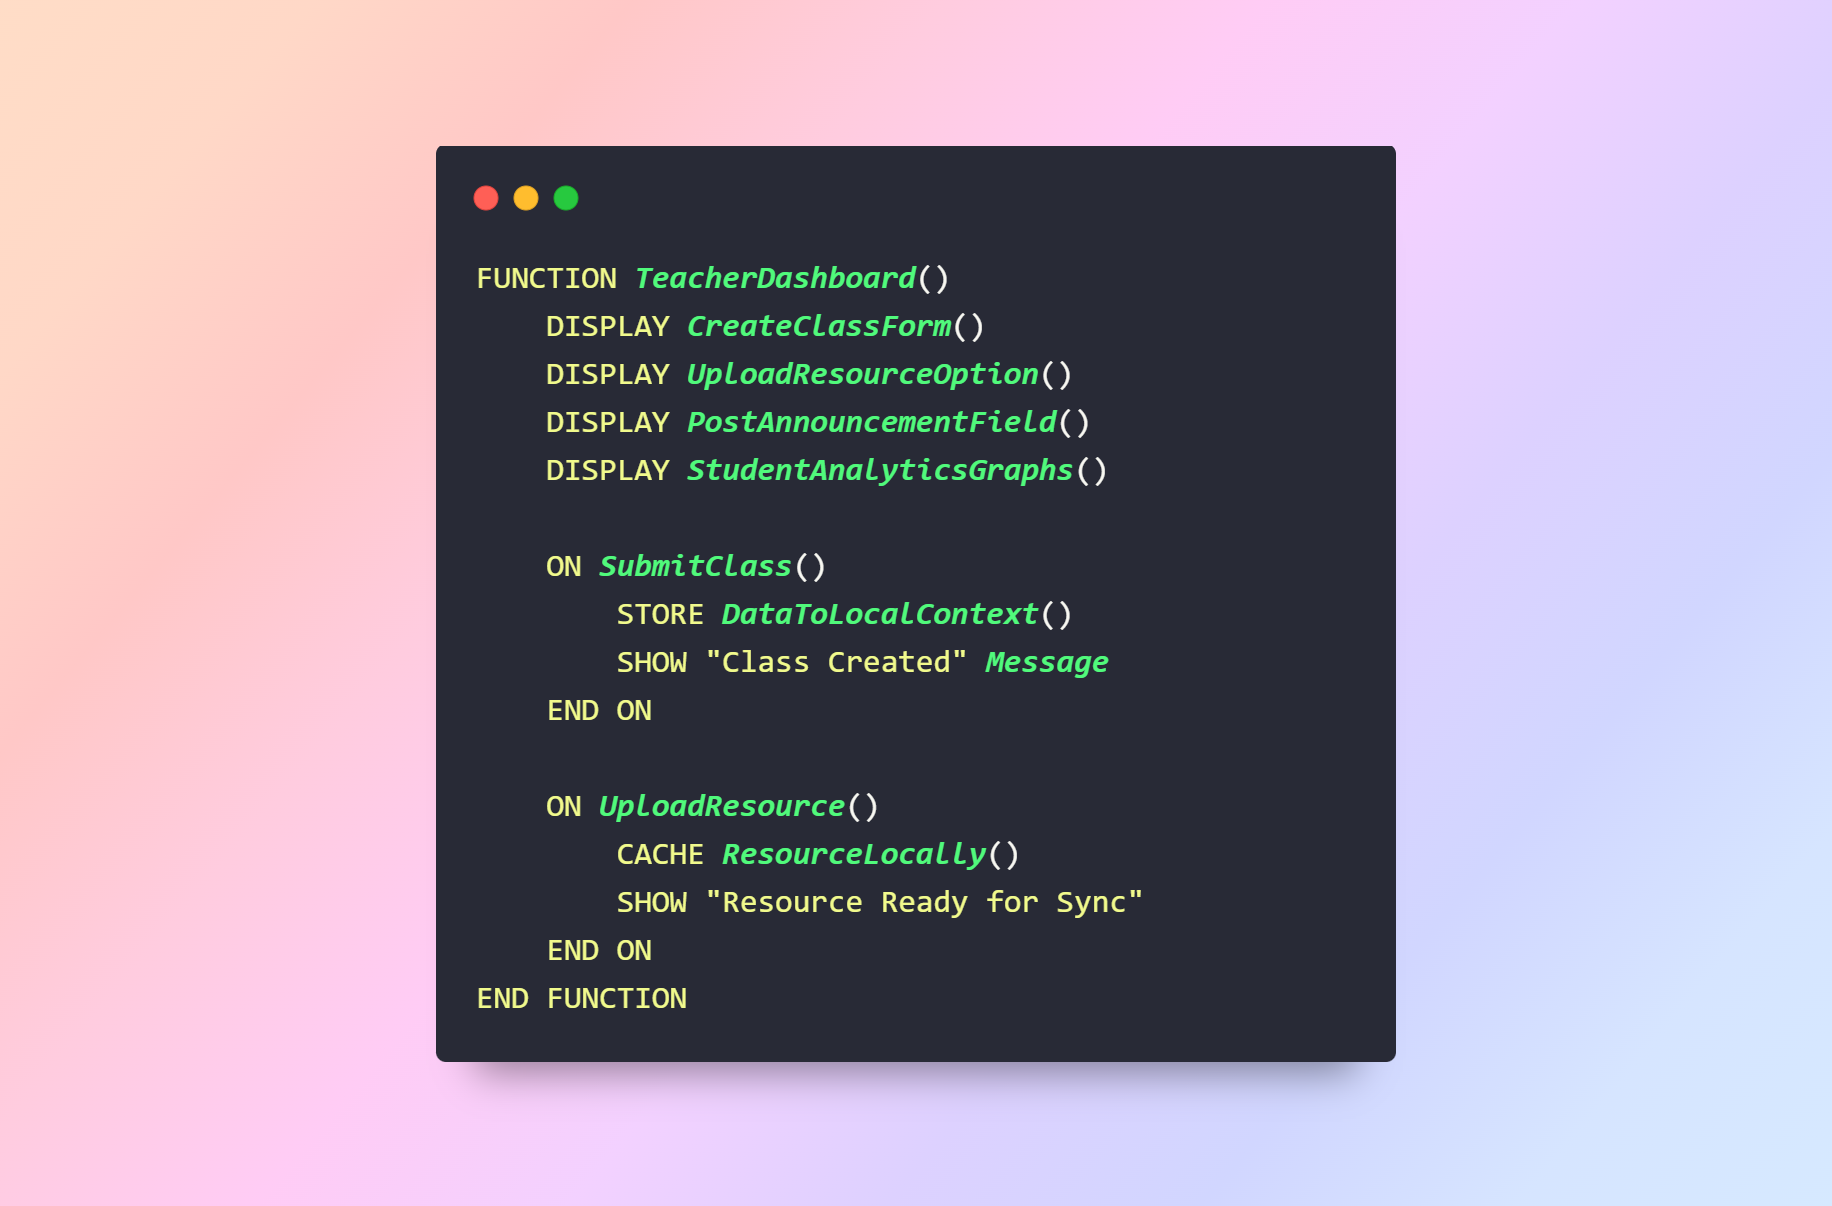 FUNCTION TeacherDashboard()
    DISPLAY CreateClassForm()
    DISPLAY UploadResourceOption()
    DISPLAY PostAnnouncementField()
    DISPLAY StudentAnalyticsGraphs()

    ON SubmitClass()
        STORE DataToLocalContext()
        SHOW "Class Created" Message
    END ON

    ON UploadResource()
        CACHE ResourceLocally()
        SHOW "Resource Ready for Sync"
    END ON
END FUNCTION